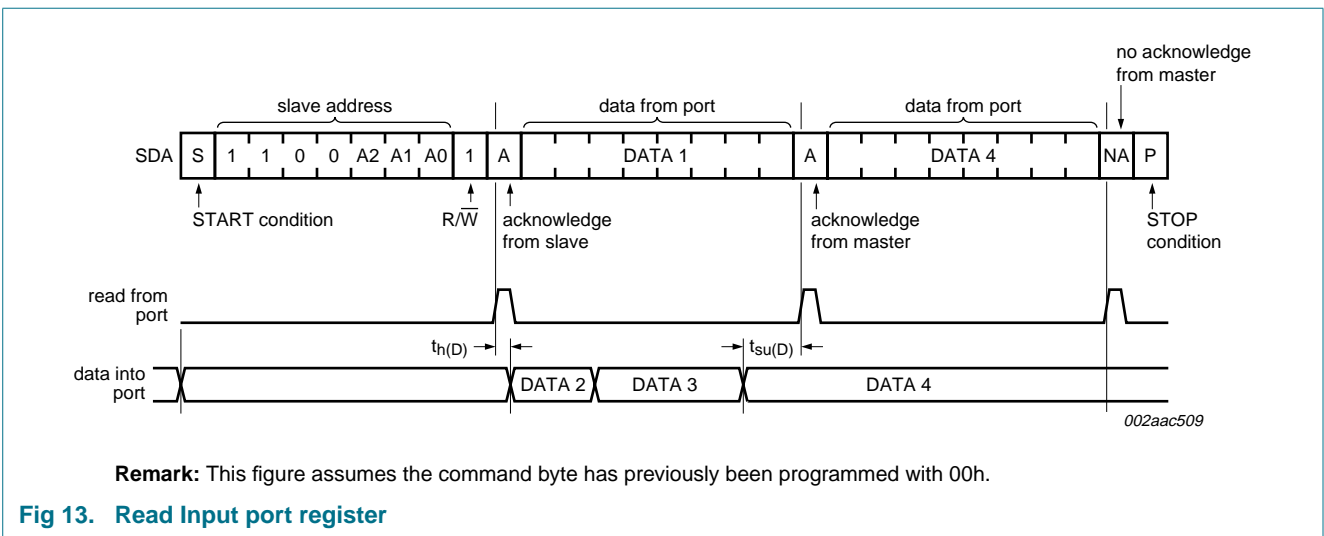 no acknowledge
from master
slave address
data from port
data from port
SDA S 1 1 0 0 A2 A1 A0 1 A DATA 1 A DATA 4 NA P
START condition
R/W̅
acknowledge
from slave
acknowledge
from master
STOP
condition
read from
port
th(D)
tsu(D)
data into
port
DATA 2 DATA 3 DATA 4
002aac509
Remark: This figure assumes the command byte has previously been programmed with 00h.
Fig 13. Read Input port register